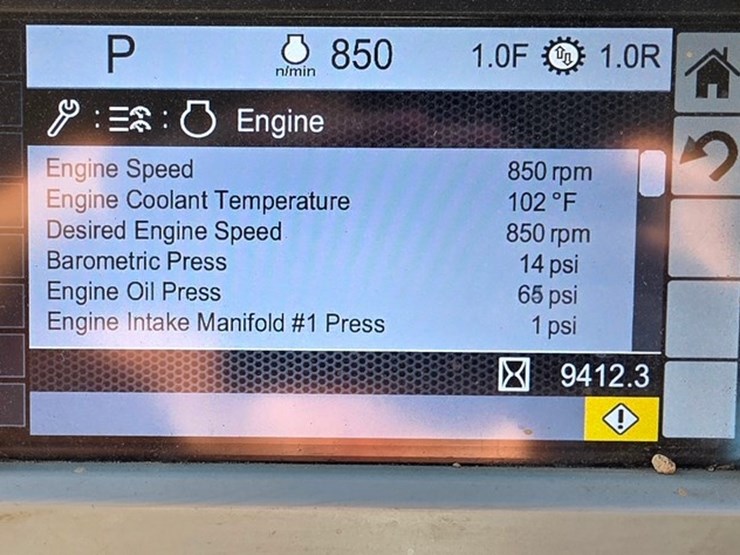 P n/min 850 1.0F 1.0R
: : Engine
Engine Speed 850 rpm
Engine Coolant Temperature 102 °F
Desired Engine Speed 850 rpm
Barometric Press 14 psi
Engine Oil Press 65 psi
Engine Intake Manifold #1 Press 1 psi
9412.3
!